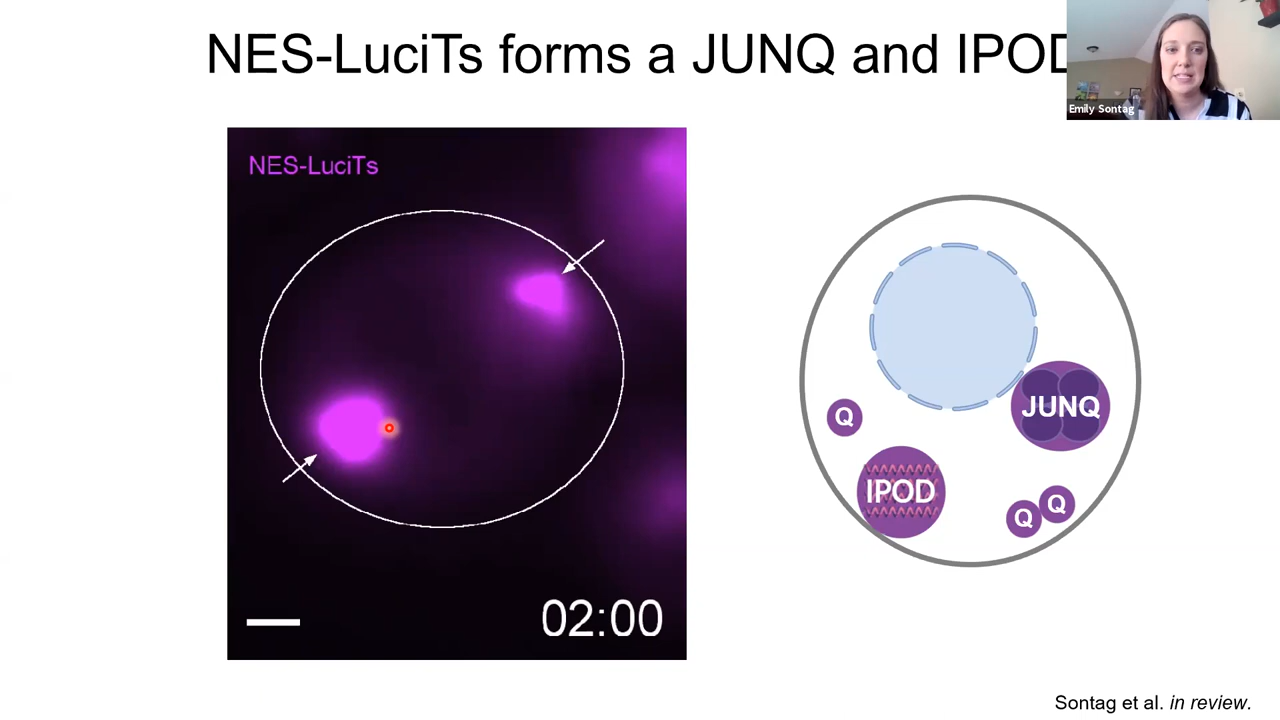 NES-LuciTs forms a JUNQ and IPOD
Emily Sontag
NES-LuciTs
02:00
JUNQ
Q
IPOD
Q
Q
Sontag et al. in review.